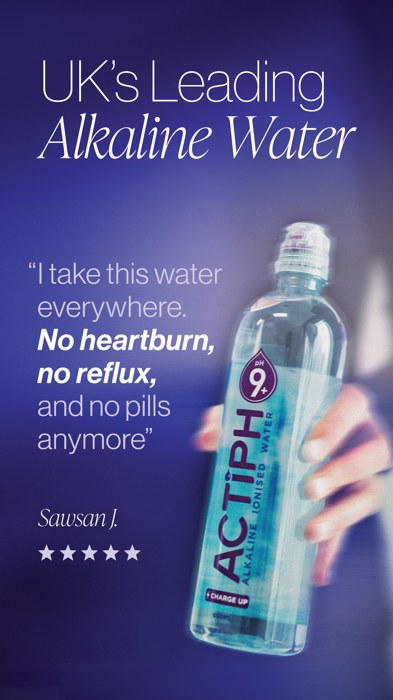 UK's Leading
Alkaline Water
“I take this water
everywhere.
No heartburn,
no reflux,
and no pills
anymore”
Sawsan J.
pH
9+
ACTIPH
ALKALINE IONISED WATER
+CHARGE UP